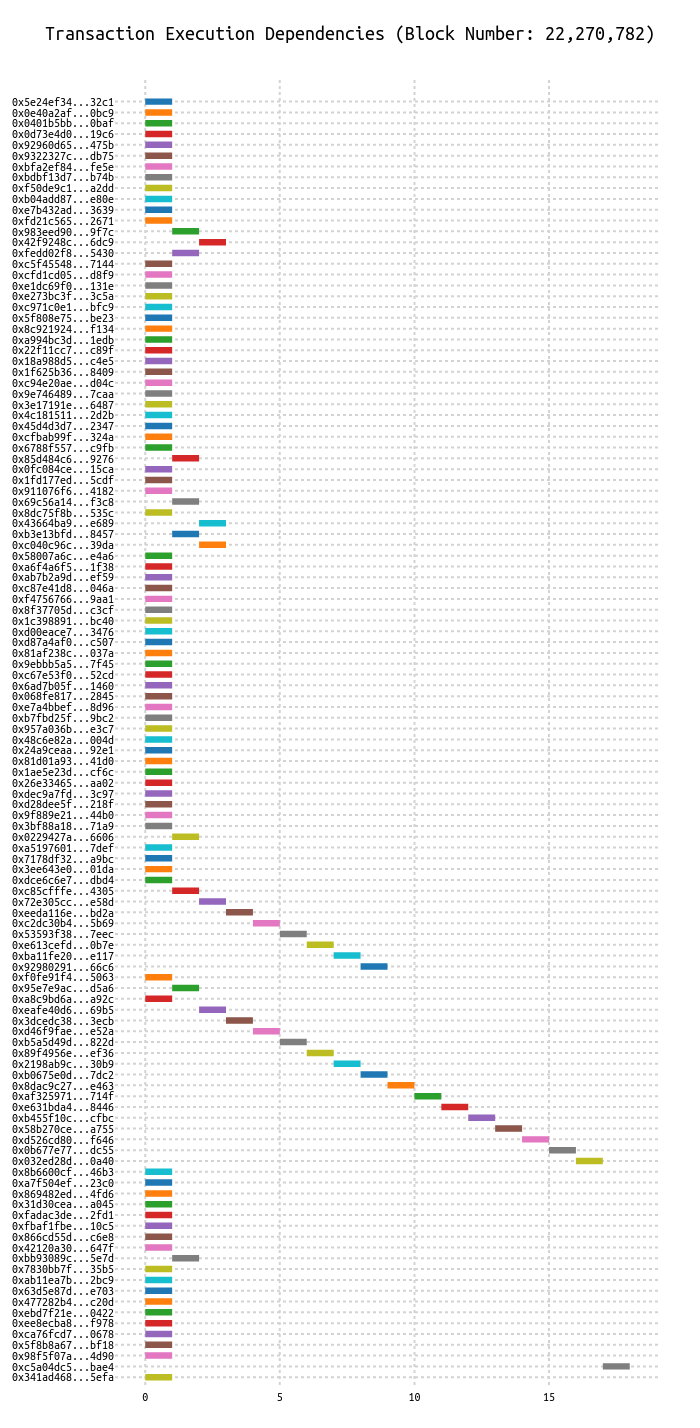 Transaction Execution Dependencies (Block Number: 22,270,782)
0x5e24ef34...32c1
0x0e40a2af...0bc9
0x0401b5bb...0baf
0x0d73e4d0...19c6
0x92960d65...475b
0x9322327c...db75
0xbfa2ef84...fe5e
0xbdbf13d7...b74b
0xf50de9c1...a2dd
0xb04add87...e80e
0xe7b432ad...3639
0xfd21c565...2671
0x983eed90...9f7c
0x42f9248c...6dc9
0xfedd02f8...5430
0xc5f45548...7144
0xcfd1cd05...d8f9
0xe1dc69f0...131e
0xe273bc3f...3c5a
0xc971c0e1...bfc9
0x5f808e75...be23
0x8c921924...f134
0xa994bc3d...1edb
0x22f11cc7...c89f
0x18a988d5...c4e5
0x1f625b36...8409
0xc94e20ae...d04c
0x9e746489...7caa
0x3e17191e...6487
0x4c181511...2d2b
0x45d4d3d7...2347
0xcfbab99f...324a
0x6788f557...c9fb
0x85d484c6...9276
0x0fc084ce...15ca
0x1fd177ed...5cdf
0x911076f6...4182
0x69c56a14...f3c8
0x8dc75f8b...535c
0x43664ba9...e689
0xb3e13bfd...8457
0xc040c96c...39da
0x58007a6c...e4a6
0xa6f4a6f5...1f38
0xab7b2a9d...ef59
0xc87e41d8...046a
0xf4756766...9aa1
0x8f37705d...c3cf
0x1c398891...bc40
0xd00eace7...3476
0xd87a4af0...c507
0x81af238c...037a
0x9ebbb5a5...7f45
0xc67e53f0...52cd
0x6ad7b05f...1460
0x068fe817...2845
0xe7a4bbef...8d96
0xb7fbd25f...9bc2
0x957a036b...e3c7
0x48c6e82a...004d
0x24a9ceaa...92e1
0x81d01a93...41d0
0x1ae5e23d...cf6c
0x26e33465...aa02
0xdec9a7fd...3c97
0xd28dee5f...218f
0x9f889e21...44b0
0x3bf88a18...71a9
0x0229427a...6606
0xa5197601...7def
0x7178df32...a9bc
0x3ee643e0...01da
0xdce6c6e7...dbd4
0xc85cfffe...4305
0x72e305cc...e58d
0xeeda116e...bd2a
0xc2dc30b4...5b69
0x53593f38...7eec
0xe613cefd...0b7e
0xba11fe20...e117
0x92980291...66c6
0xf0fe91f4...5063
0x95e7e9ac...d5a6
0xa8c9bd6a...a92c
0xeafe40d6...69b5
0x3dcedc38...3ecb
0xd46f9fae...e52a
0xb5a5d49d...822d
0x89f4956e...ef36
0x2198ab9c...30b9
0xb0675e0d...7dc2
0x8dac9c27...e463
0xaf325971...714f
0xe631bda4...8446
0xb455f10c...cfbc
0x58b270ce...a755
0xd526cd80...f646
0x0b677e77...dc55
0x032ed28d...0a40
0x8b6600cf...46b3
0xa7f504ef...23c0
0x869482ed...4fd6
0x31d30cea...a045
0xfadac3de...2fd1
0xfbaf1fbe...10c5
0x866cd55d...c6e8
0x42120a30...647f
0xbb93089c...5e7d
0x7830bb7f...35b5
0xab11ea7b...2bc9
0x63d5e87d...e703
0x477282b4...c20d
0xebd7f21e...0422
0xee8ecba8...f978
0xca76fcd7...0678
0x5f8b8a67...bf18
0x98f5f07a...4d90
0xc5a04dc5...bae4
0x341ad468...5efa
0 5 10 15